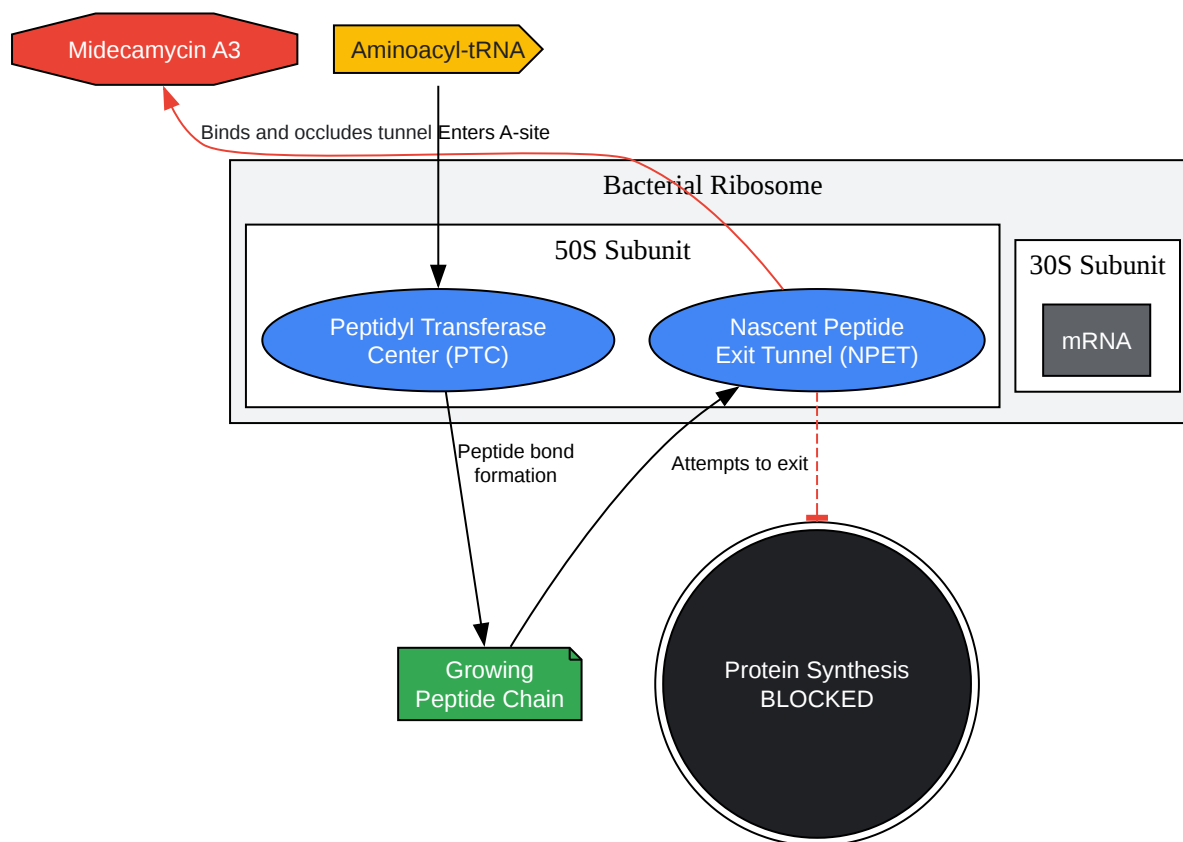 Midecamycin A3
Aminoacyl-tRNA
Binds and occludes tunnel
Enters A-site
Bacterial Ribosome
50S Subunit
30S Subunit
Peptidyl Transferase
Center (PTC)
Nascent Peptide
Exit Tunnel (NPET)
mRNA
Peptide bond
formation
Attempts to exit
Growing
Peptide Chain
Protein Synthesis
BLOCKED